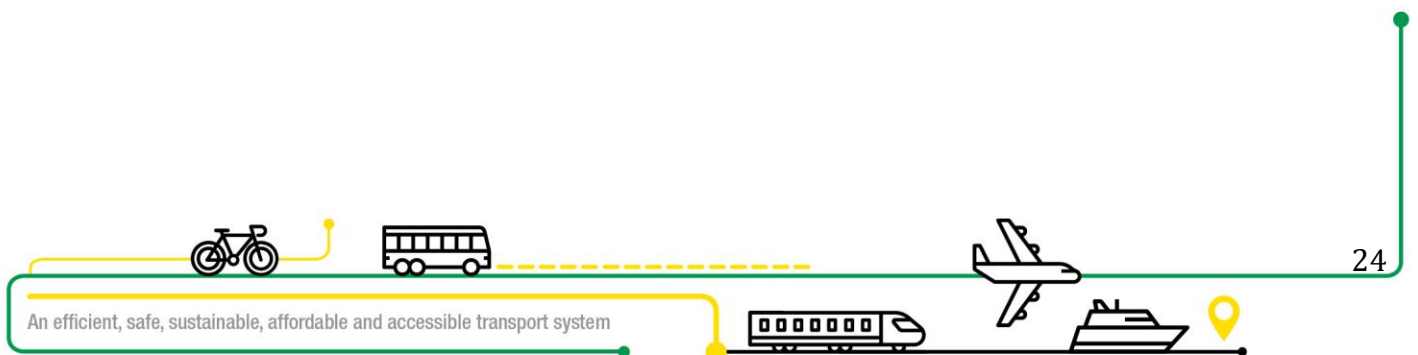 24
An efficient, safe, sustainable, affordable and accessible transport system